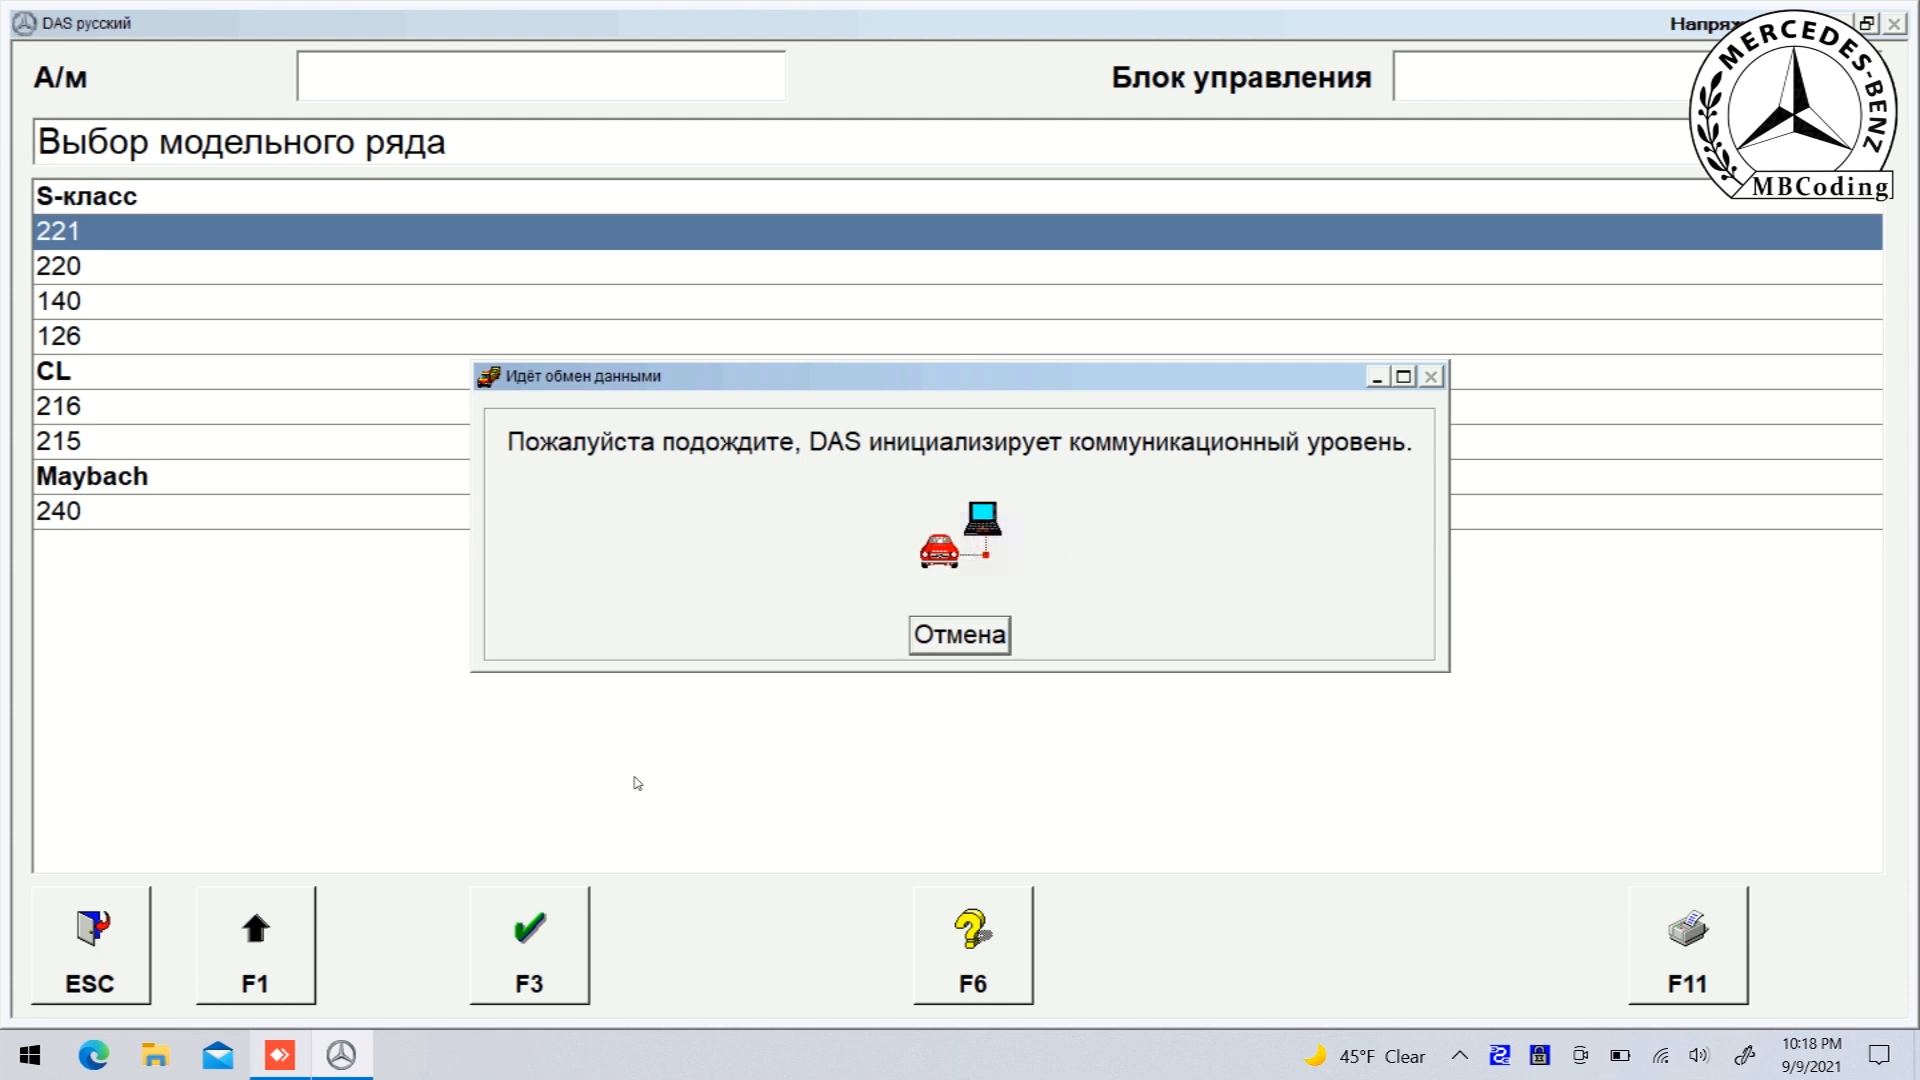 DAS русский
MERCEDES-BENZ
MBCoding
А/м
Блок управления
Выбор модельного ряда
S-класс
221
220
140
126
CL
216
215
Maybach
240
Идёт обмен данными
Пожалуйста подождите, DAS инициализирует коммуникационный уровень.
Отмена
ESC
F1
F3
F6
F11
45°F Clear
10:18 PM
9/9/2021